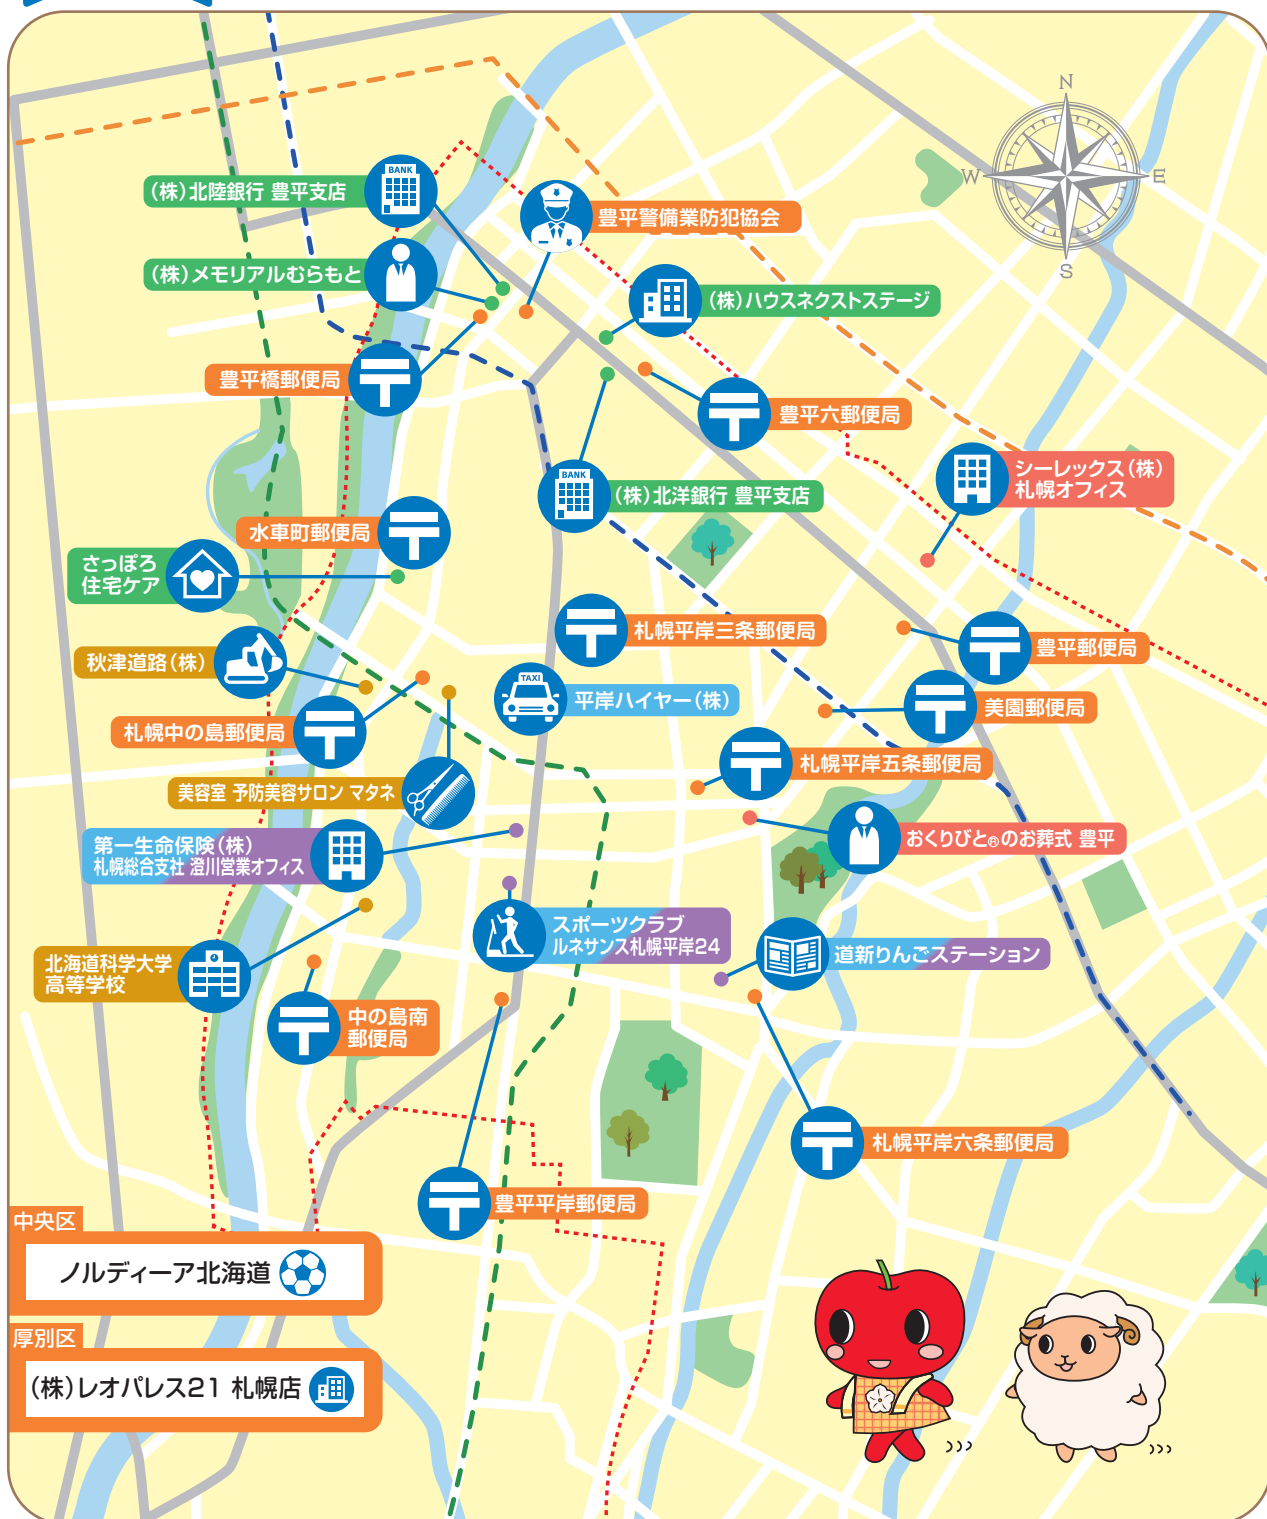 N
W
E
S
BANK
(株)北陸銀行 豊平支店
豊平警備業防犯協会
(株)メモリアルむらもと
(株)ハウスネクストステージ
豊平橋郵便局
豊平六郵便局
シーレックス(株)
札幌オフィス
BANK
(株)北洋銀行 豊平支店
水車町郵便局
さっぽろ
住宅ケア
札幌平岸三条郵便局
豊平郵便局
秋津道路(株)
TAXI
平岸ハイヤー(株)
美園郵便局
札幌中の島郵便局
札幌平岸五条郵便局
美容室 予防美容サロン マタネ
おくりびと®のお葬式 豊平
第一生命保険(株)
札幌総合支社 澄川営業オフィス
スポーツクラブ
ルネサンス札幌平岸24
道新りんごステーション
北海道科学大学
高等学校
中の島南
郵便局
札幌平岸六条郵便局
豊平平岸郵便局
中央区
ノルディーア北海道
厚別区
(株)レオパレス21 札幌店